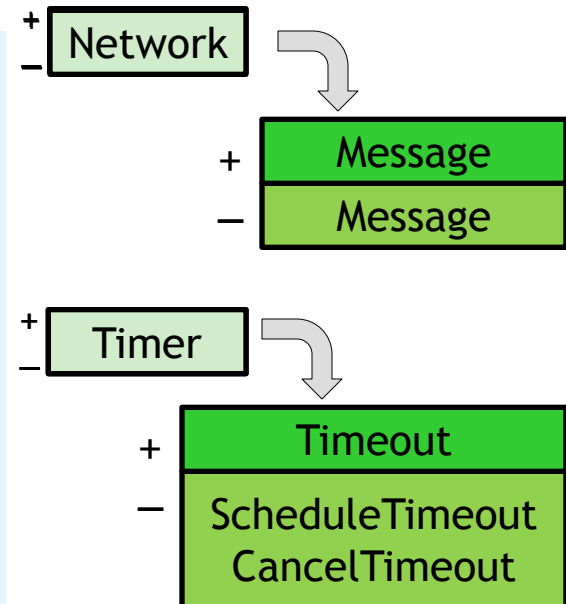 +
Network
−
+
Message
−
Message
+
Timer
−
+
Timeout
−
ScheduleTimeout
CancelTimeout